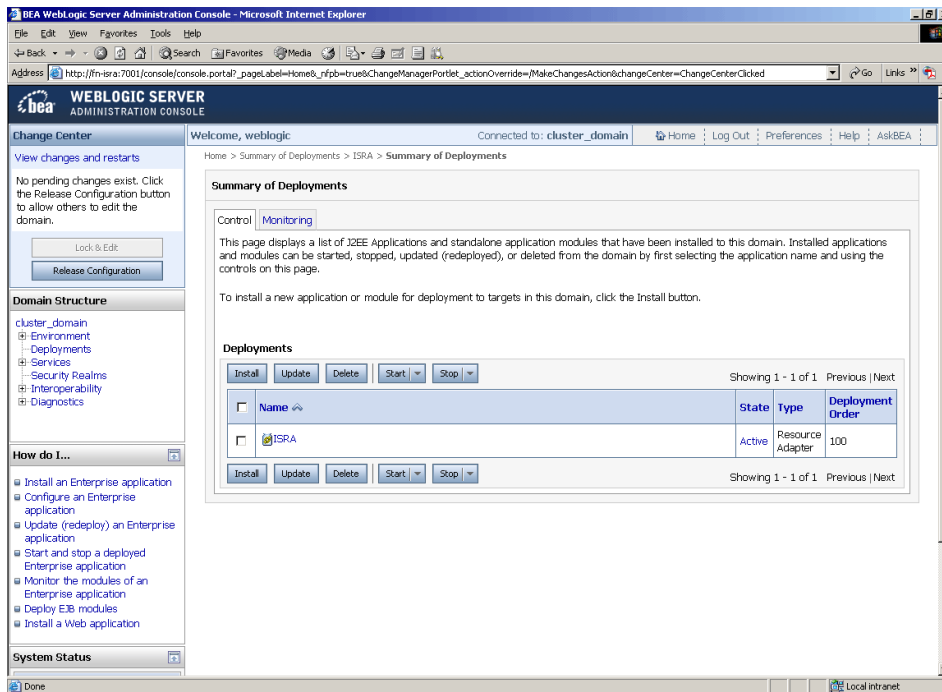 BEA WebLogic Server Administration Console - Microsoft Internet Explorer
File Edit View Favorites Tools Help
Back Search Favorites Media
Address http://fn-isra:7001/console/console.portal?_pageLabel=Home&_nfpb=true&ChangeManagerPortlet_actionOverride=/MakeChangesAction&changeCenter=ChangeCenterClicked Go Links »
bea WEBLOGIC SERVER
ADMINISTRATION CONSOLE
Change Center
View changes and restarts
No pending changes exist. Click
the Release Configuration button
to allow others to edit the
domain.
Lock & Edit
Release Configuration
Domain Structure
cluster_domain
Environment
Deployments
Services
Security Realms
Interoperability
Diagnostics
How do I...
Install an Enterprise application
Configure an Enterprise
application
Update (redeploy) an Enterprise
application
Start and stop a deployed
Enterprise application
Monitor the modules of an
Enterprise application
Deploy EJB modules
Install a Web application
System Status
Welcome, weblogic Connected to: cluster_domain Home Log Out Preferences Help AskBEA
Home > Summary of Deployments > ISRA > Summary of Deployments
Summary of Deployments
Control Monitoring
This page displays a list of J2EE Applications and standalone application modules that have been installed to this domain. Installed applications
and modules can be started, stopped, updated (redeployed), or deleted from the domain by first selecting the application name and using the
controls on this page.
To install a new application or module for deployment to targets in this domain, click the Install button.
Deployments
Install Update Delete Start Stop Showing 1 - 1 of 1 Previous | Next
Name State Type Deployment Order
ISRA Active Resource Adapter 100
Install Update Delete Start Stop Showing 1 - 1 of 1 Previous | Next
Done Local intranet